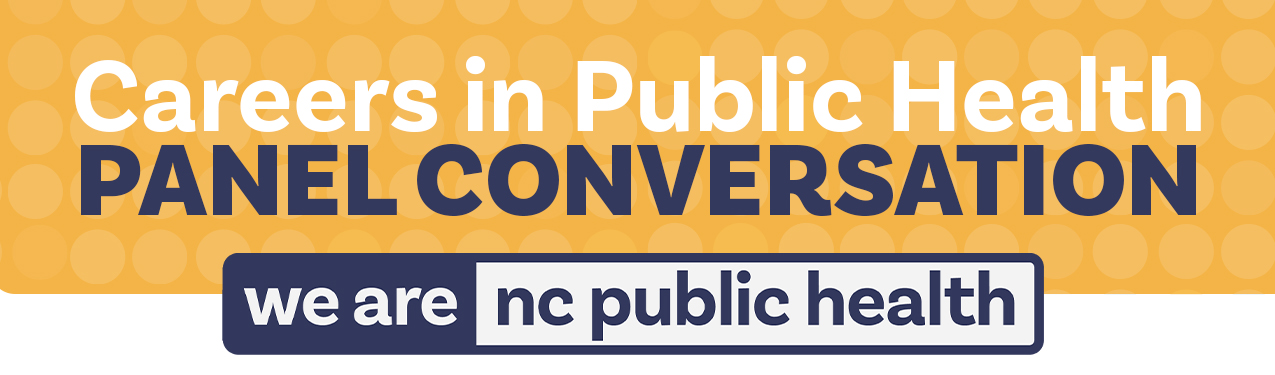 Careers in Public Health
PANEL CONVERSATION
we are nc public health